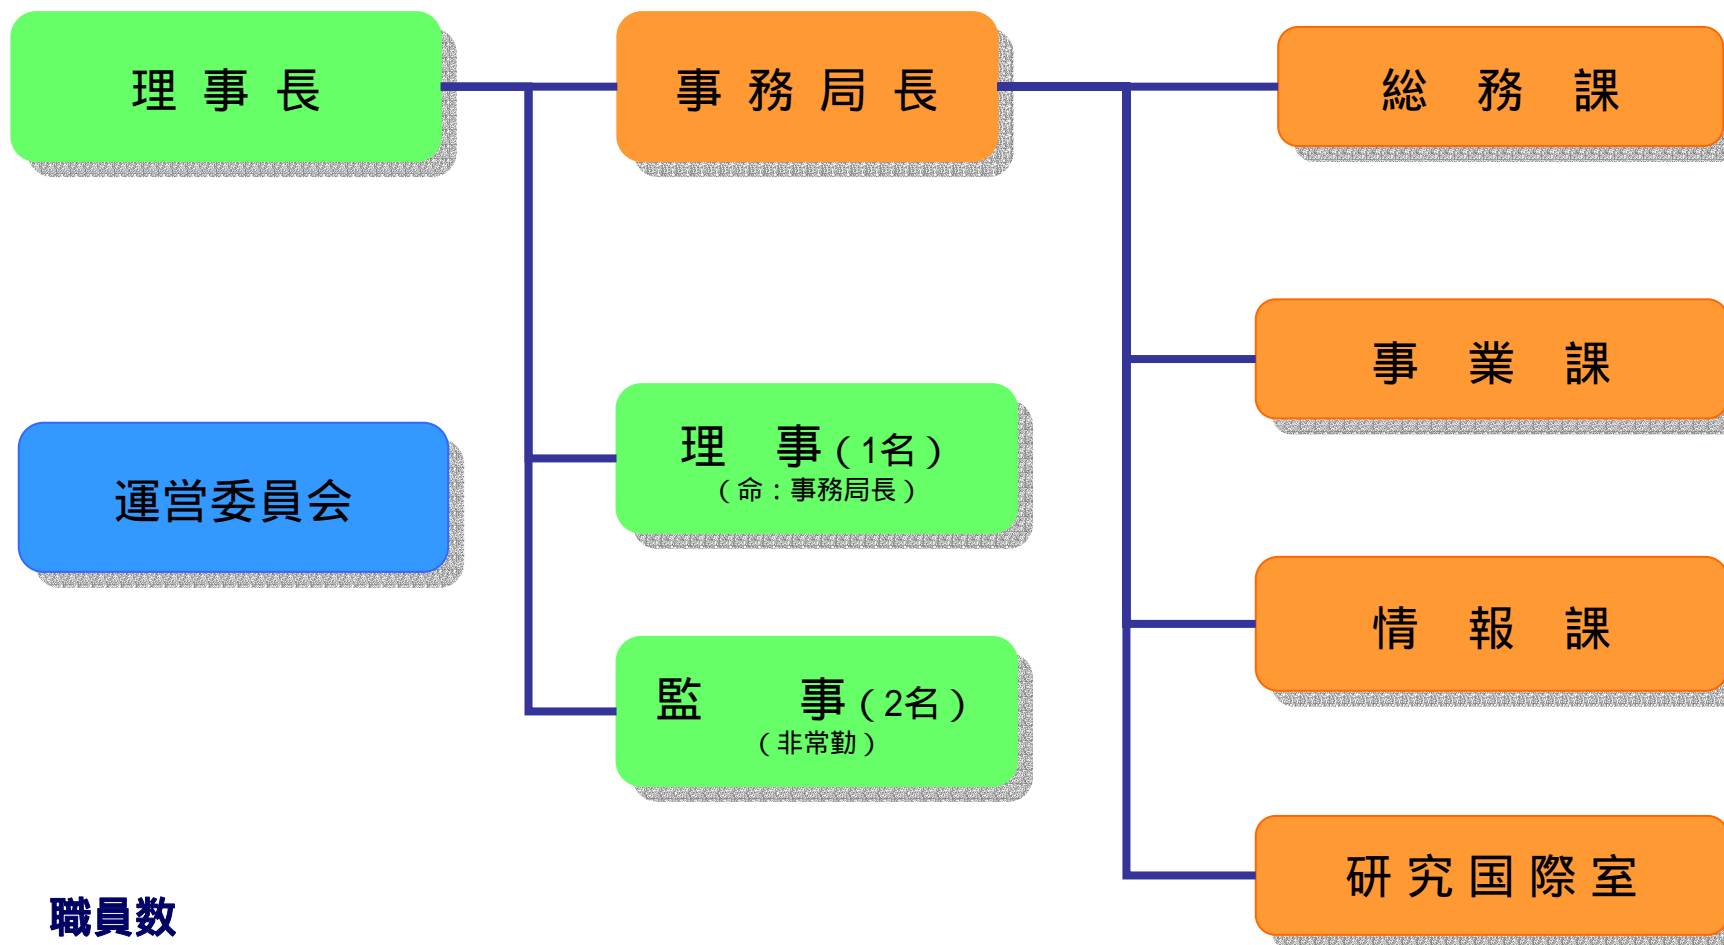 理事長
事務局長
総務課
事業課
運営委員会
理事(1名)
(命:事務局長)
情報課
監事(2名)
(非常勤)
研究国際室
職員数